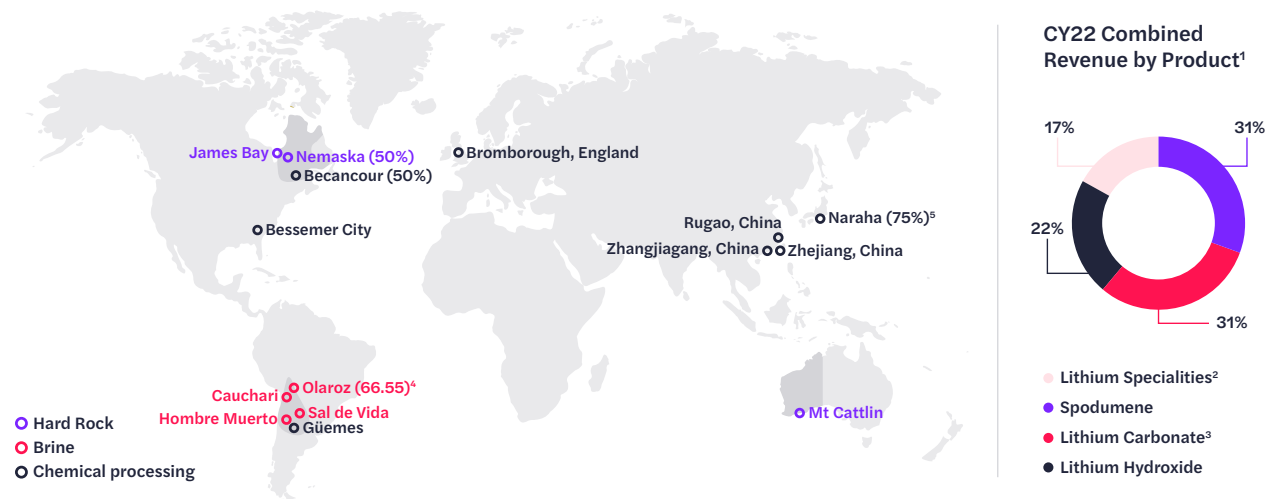 James Bay
Nemaska (50%)
Becancour (50%)
Bessemer City
Bromborough, England
Naraha (75%)⁵
Rugao, China
Zhangjiagang, China
Zhejiang, China
Olaroz (66.55)⁴
Cauchari
Sal de Vida
Hombre Muerto
Güemes
Mt Cattlin
Hard Rock
Brine
Chemical processing
CY22 Combined
Revenue by Product¹
17%
31%
22%
31%
Lithium Specialities²
Spodumene
Lithium Carbonate³
Lithium Hydroxide